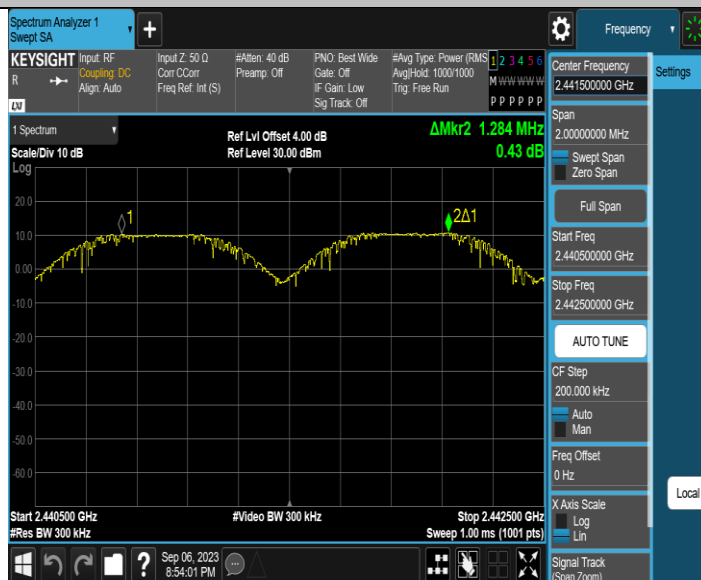 Spectrum Analyzer 1
Swept SA
+
Frequency
KEYSIGHT
R
LXI
Input: RF
Coupling: DC
Align: Auto
Input Z: 50 Ω
Corr CCorr
Freq Ref: Int (S)
#Atten: 40 dB
Preamp: Off
PNO: Best Wide
Gate: Off
IF Gain: Low
Sig Track: Off
#Avg Type: Power (RMS
Avg|Hold: 1000/1000
Trig: Free Run
1 2 3 4 5 6
M W W W W W
P P P P P P
1 Spectrum
Scale/Div 10 dB
Log
Ref Lvl Offset 4.00 dB
Ref Level 30.00 dBm
ΔMkr2 1.284 MHz
0.43 dB
20.0
10.0
0.00
-10.0
-20.0
-30.0
-40.0
-50.0
-60.0
1
2Δ1
Start 2.440500 GHz
#Res BW 300 kHz
#Video BW 300 kHz
Stop 2.442500 GHz
Sweep 1.00 ms (1001 pts)
?
Sep 06, 2023
8:54:01 PM
Center Frequency
2.441500000 GHz
Settings
Span
2.00000000 MHz
Swept Span
Zero Span
Full Span
Start Freq
2.440500000 GHz
Stop Freq
2.442500000 GHz
AUTO TUNE
CF Step
200.000 kHz
Auto
Man
Freq Offset
0 Hz
X Axis Scale
Log
Lin
Local
Signal Track
(Span Zoom)